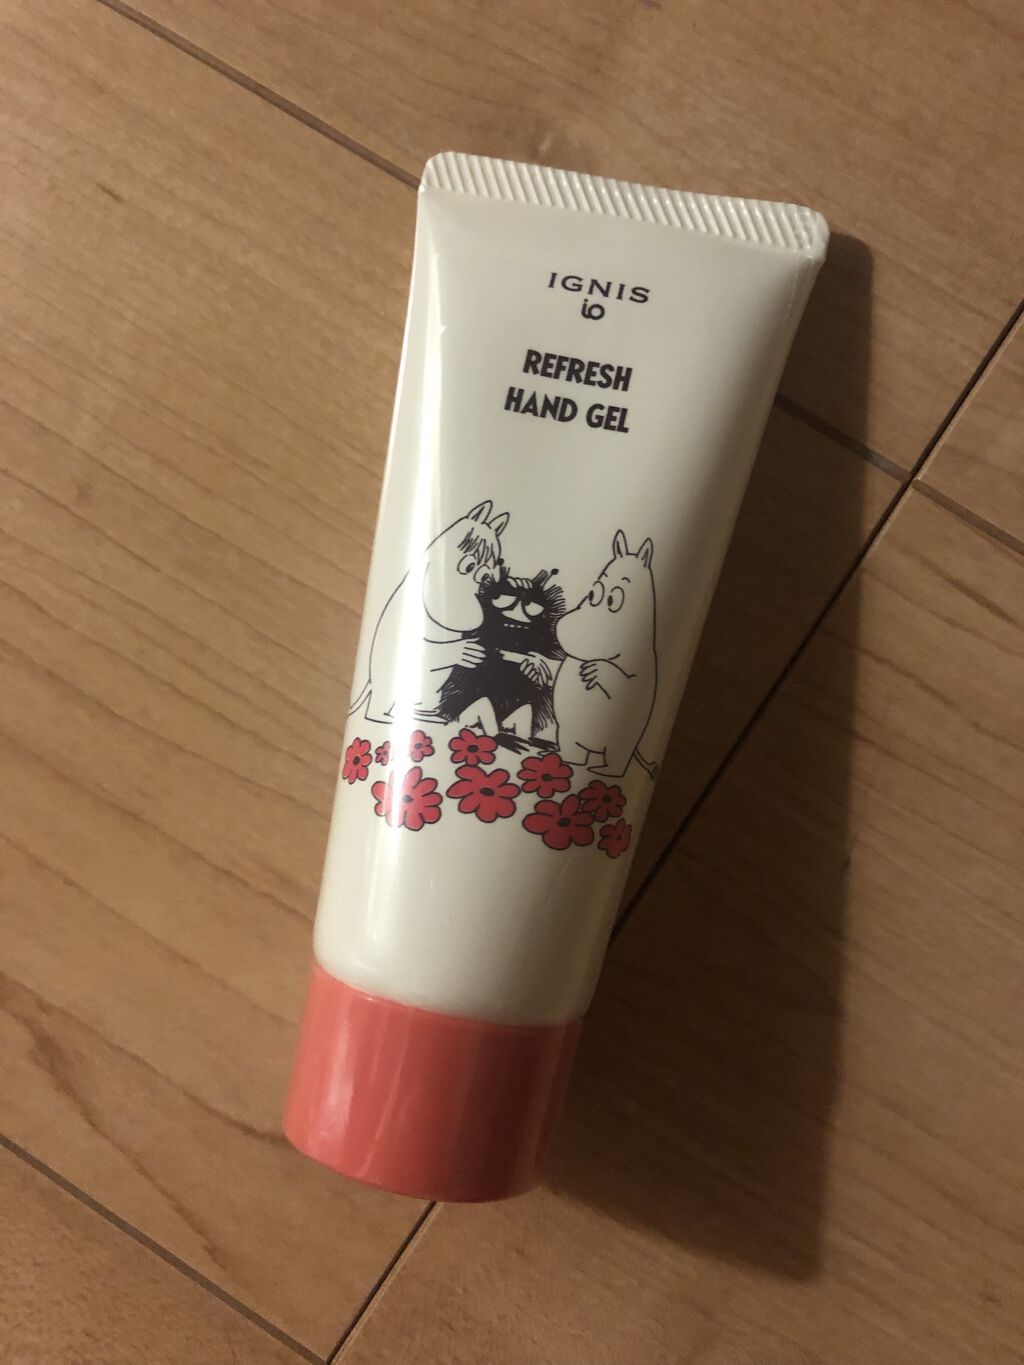 IGNIS
io
REFRESH
HAND GEL